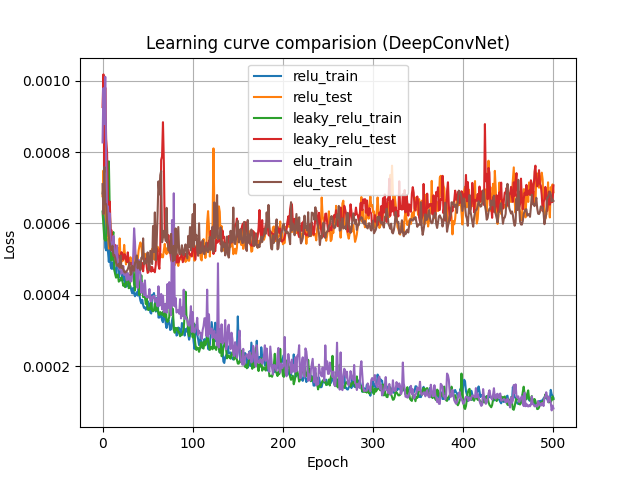 Learning curve comparision (DeepConvNet)
relu_train
relu_test
leaky_relu_train
leaky_relu_test
elu_train
elu_test
Loss
0.0010
0.0008
0.0006
0.0004
0.0002
0 100 200 300 400 500
Epoch